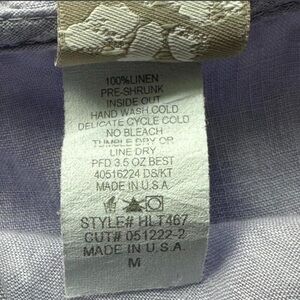 100%LINEN
PRE-SHRUNK
INSIDE OUT
HAND WASH COLD
DELICATE CYCLE COLD
NO BLEACH
TUMBLE DRY OR
LINE DRY
PFD 3.5 OZ BEST
40516224 DS/KT
MADE IN U.S.A.
STYLE# HLT467
CUT# 051222-2
MADE IN U.S.A.
M